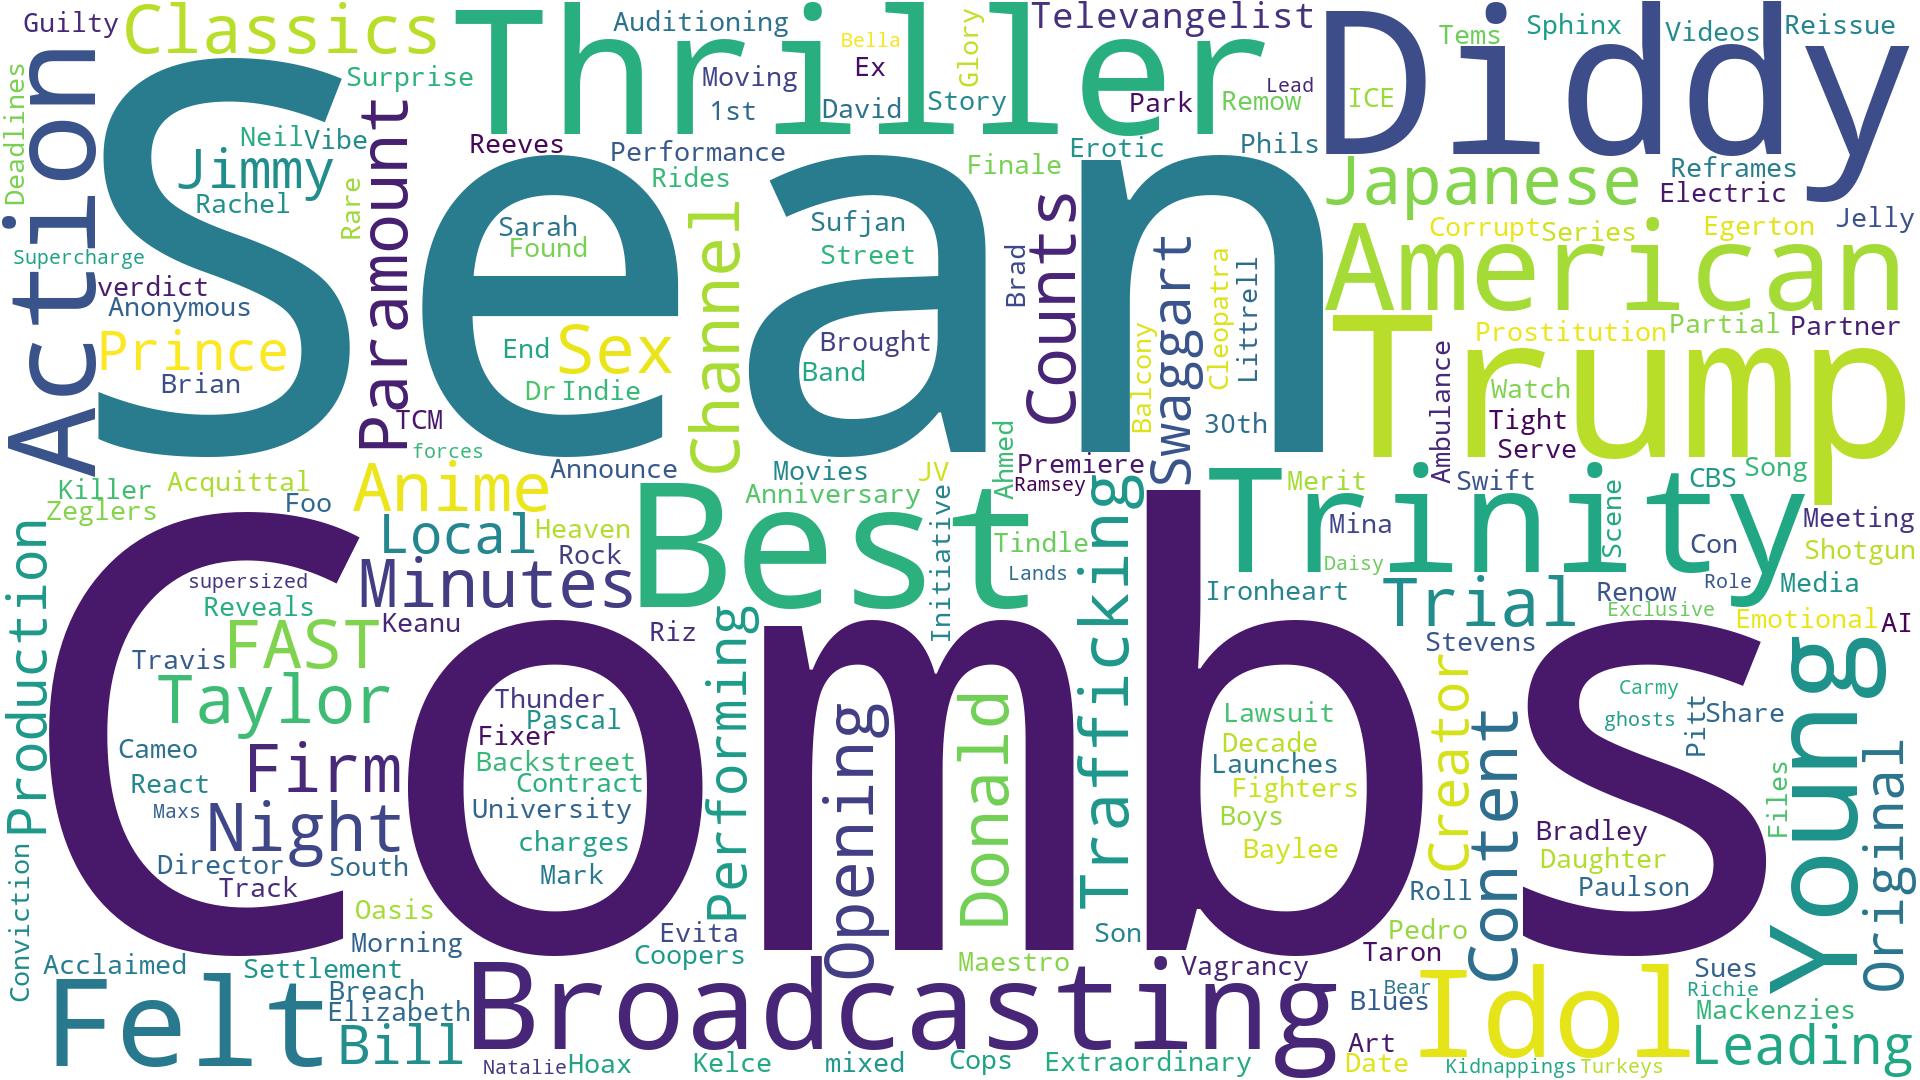 Guilty
Classics
Thriller
Auditioning
Bella
Ex
Glory
Televangelist
Diddy
Tems
Sphinx
Videos
Reissue
Action
Deadlines
Surprise
Moving
1st
David
Story
Park
Remow
Lead
ICE
Sean
Neil
Vibe
Jimmy
Rachel
Rare
Paramount
Reeves
Performance
Rides
Finale
Erotic
Phils
Japanese
Reframes
Electric
Jelly
Supercharge
verdict
Anonymous
Prince
Brian
Sarah
Found
End
Sex
Dr
Indie
Channel
Sufjan
Street
Brought
Band
Brad
Counts
Swaggart
Balcony
Cleopatra
Littrell
30th
American
Corrupt
Series
Egerton
Trump
Prostitution
Partial
Partner
Ambulance
Watch
Tight
Serve
TCM
forces
Killer
Zeglers
Acquittal
Foo
Anime
Announce
Movies
JV
Anniversary
Ahmed
Premiere
Ramsey
Merit
Swift
CBS
Song
Trinity
Mina
Daisy
Scene
Con
Role
Meeting
Shotgun
Media
Local
Heaven
Rock
Minutes
Best
Initiative
Tindle
Lands
Trafficking
Ironheart
Trial
Renow
Exclusive
Emotional
AI
Production
supersized
Reveals
Keanu
Riz
FAST
Travis
Taylor
Combs
Cameo
React
Maxs
Firm
Night
Director
South
Track
Thunder
Pascal
Fixer
Backstreet
Contract
University
charges
Mark
Performing
Opening
Donald
Lawsuit
Decade
Launches
Fighters
Boys
Baylee
Stevens
Creator
Content
Carmy
ghosts
Pitt
Share
Young
Files
Original
Bradley
Daughter
Paulson
Roll
Conviction
Oasis
Morning
Evita
Coopers
Maestro
Son
Pedro
Taron
Acclaimed
Settlement
Breach
Elizabeth
Felt
Bill
Broadcasting
Vagrancy
Bear
Blues
Idol
Sues
Richie
Mackenzies
Leading
Art
Date
Natalie
Hoax
Kelce
mixed
Cops
Extraordinary
Kidnappings
Turkeys